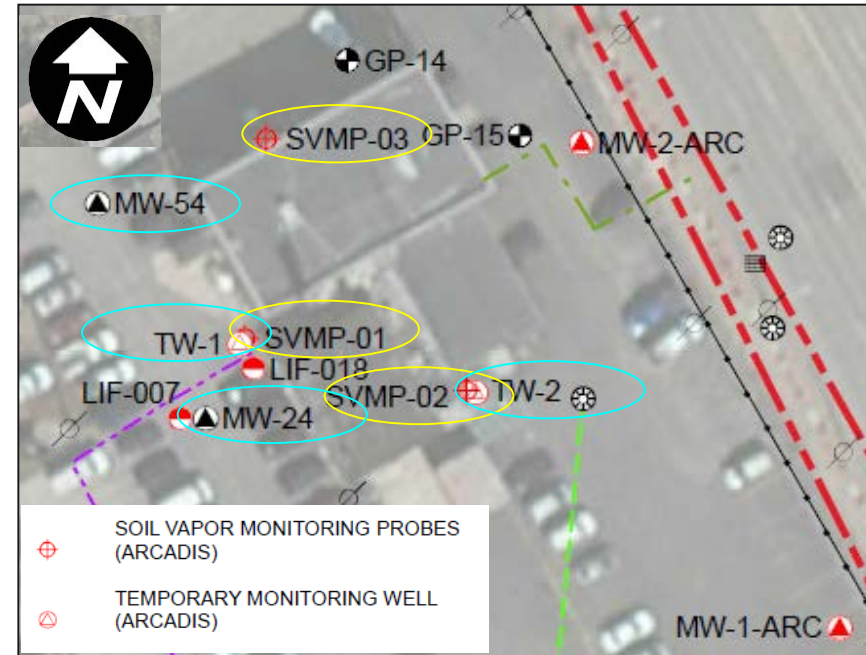 N
GP-14
SVMP-03
GP-15
MW-2-ARC
MW-54
TW-1
SVMP-01
LIF-018
LIF-007
MW-24
SVMP-02
TW-2
SOIL VAPOR MONITORING PROBES
(ARCADIS)
TEMPORARY MONITORING WELL
(ARCADIS)
MW-1-ARC